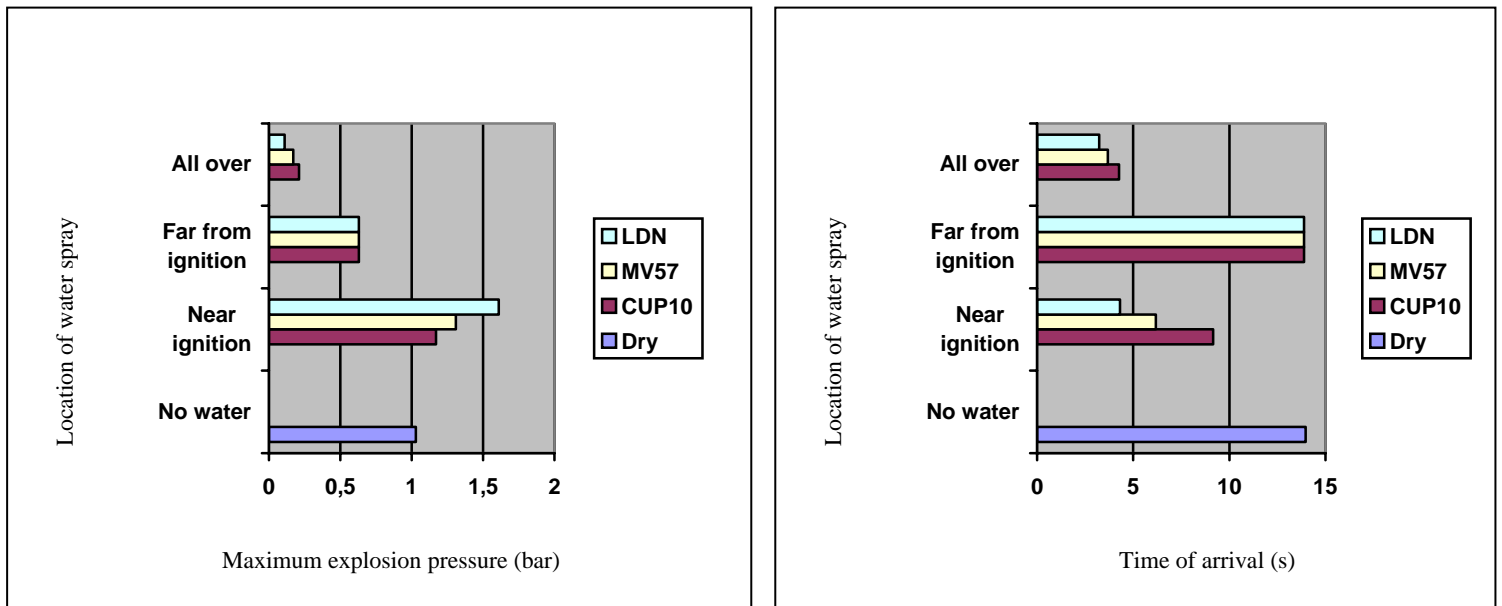 Location of water spray
All over
Far from
ignition
Near
ignition
No water
0 0,5 1 1,5 2
Maximum explosion pressure (bar)
LDN
MV57
CUP10
Dry
Location of water spray
All over
Far from
ignition
Near
ignition
No water
0 5 10 15
Time of arrival (s)
LDN
MV57
CUP10
Dry